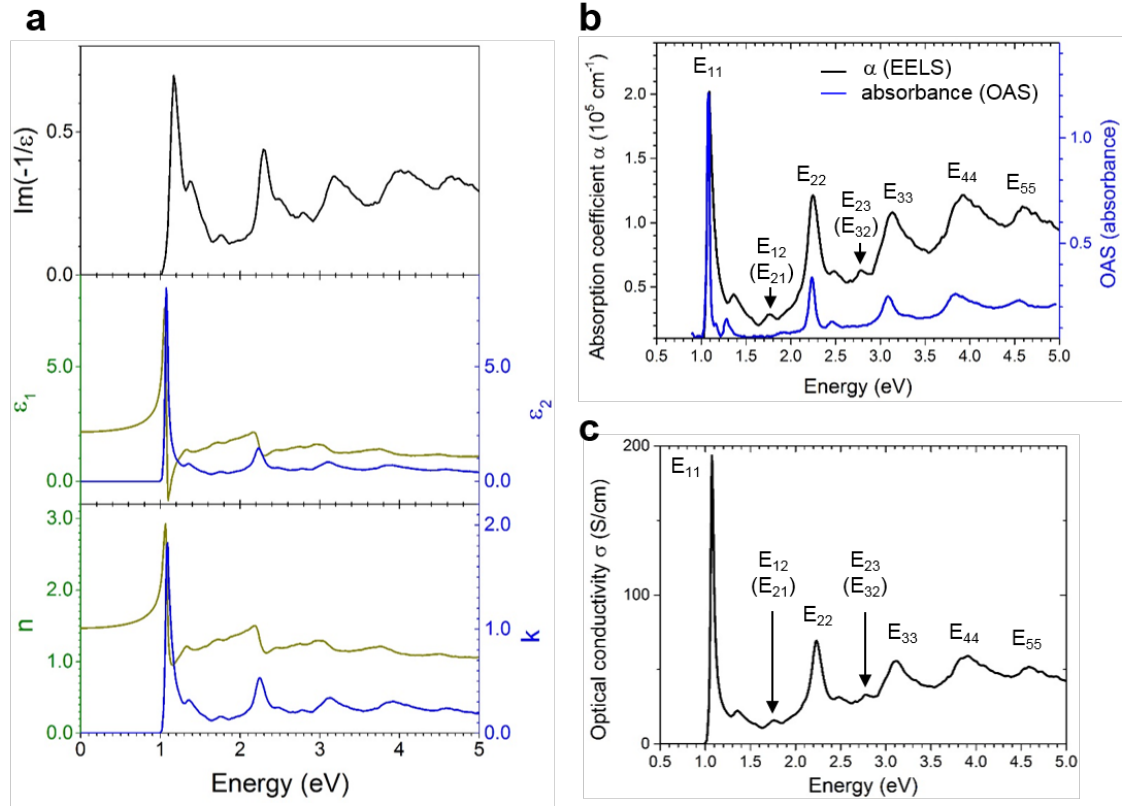 a
Im(-1/ε)
0.5
0.0
ε₁
5.0
0.0
5.0
0.0
ε₂
n
3.0
2.0
1.0
0.0
2.0
1.0
0.0
k
0
1
2
3
4
5
Energy (eV)
b
Absorption coefficient α (10⁵ cm⁻¹)
2.0
1.5
1.0
0.5
E₁₁
α (EELS)
absorbance (OAS)
E₁₂
(E₂₁)
E₂₂
E₂₃
(E₃₂)
E₃₃
E₄₄
E₅₅
1.0
0.5
OAS (absorbance)
0.5 1.0 1.5 2.0 2.5 3.0 3.5 4.0 4.5 5.0
Energy (eV)
c
Optical conductivity σ (S/cm)
200
100
0
E₁₁
E₁₂
(E₂₁)
E₂₂
E₂₃
(E₃₂)
E₃₃
E₄₄
E₅₅
0.5 1.0 1.5 2.0 2.5 3.0 3.5 4.0 4.5 5.0
Energy (eV)